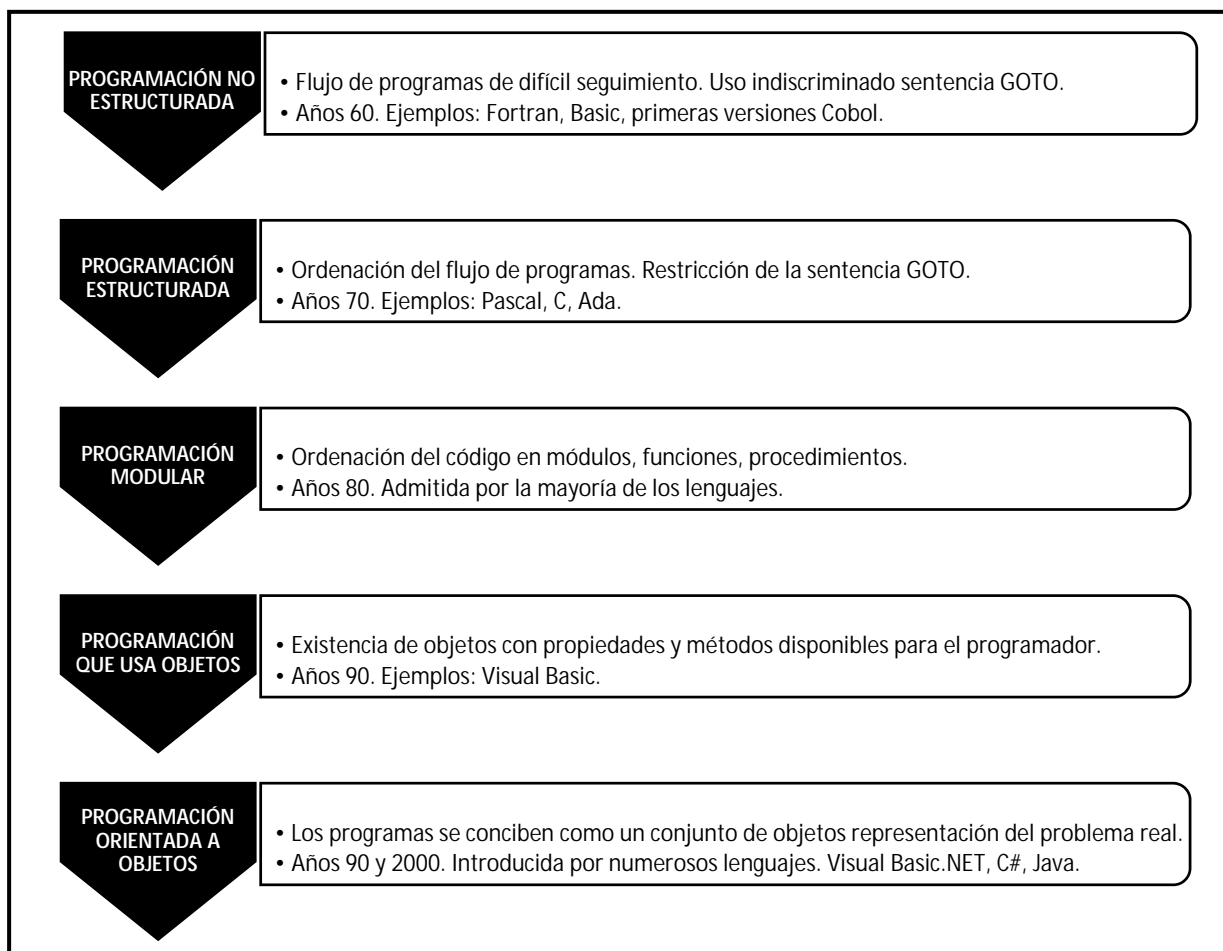 PROGRAMACIÓN NO
ESTRUCTURADA
• Flujo de programas de difícil seguimiento. Uso indiscriminado sentencia GOTO.
• Años 60. Ejemplos: Fortran, Basic, primeras versiones Cobol.
PROGRAMACIÓN
ESTRUCTURADA
• Ordenación del flujo de programas. Restricción de la sentencia GOTO.
• Años 70. Ejemplos: Pascal, C, Ada.
PROGRAMACIÓN
MODULAR
• Ordenación del código en módulos, funciones, procedimientos.
• Años 80. Admitida por la mayoría de los lenguajes.
PROGRAMACIÓN
QUE USA OBJETOS
• Existencia de objetos con propiedades y métodos disponibles para el programador.
• Años 90. Ejemplos: Visual Basic.
PROGRAMACIÓN
ORIENTADA A
OBJETOS
• Los programas se conciben como un conjunto de objetos representación del problema real.
• Años 90 y 2000. Introducida por numerosos lenguajes. Visual Basic.NET, C#, Java.